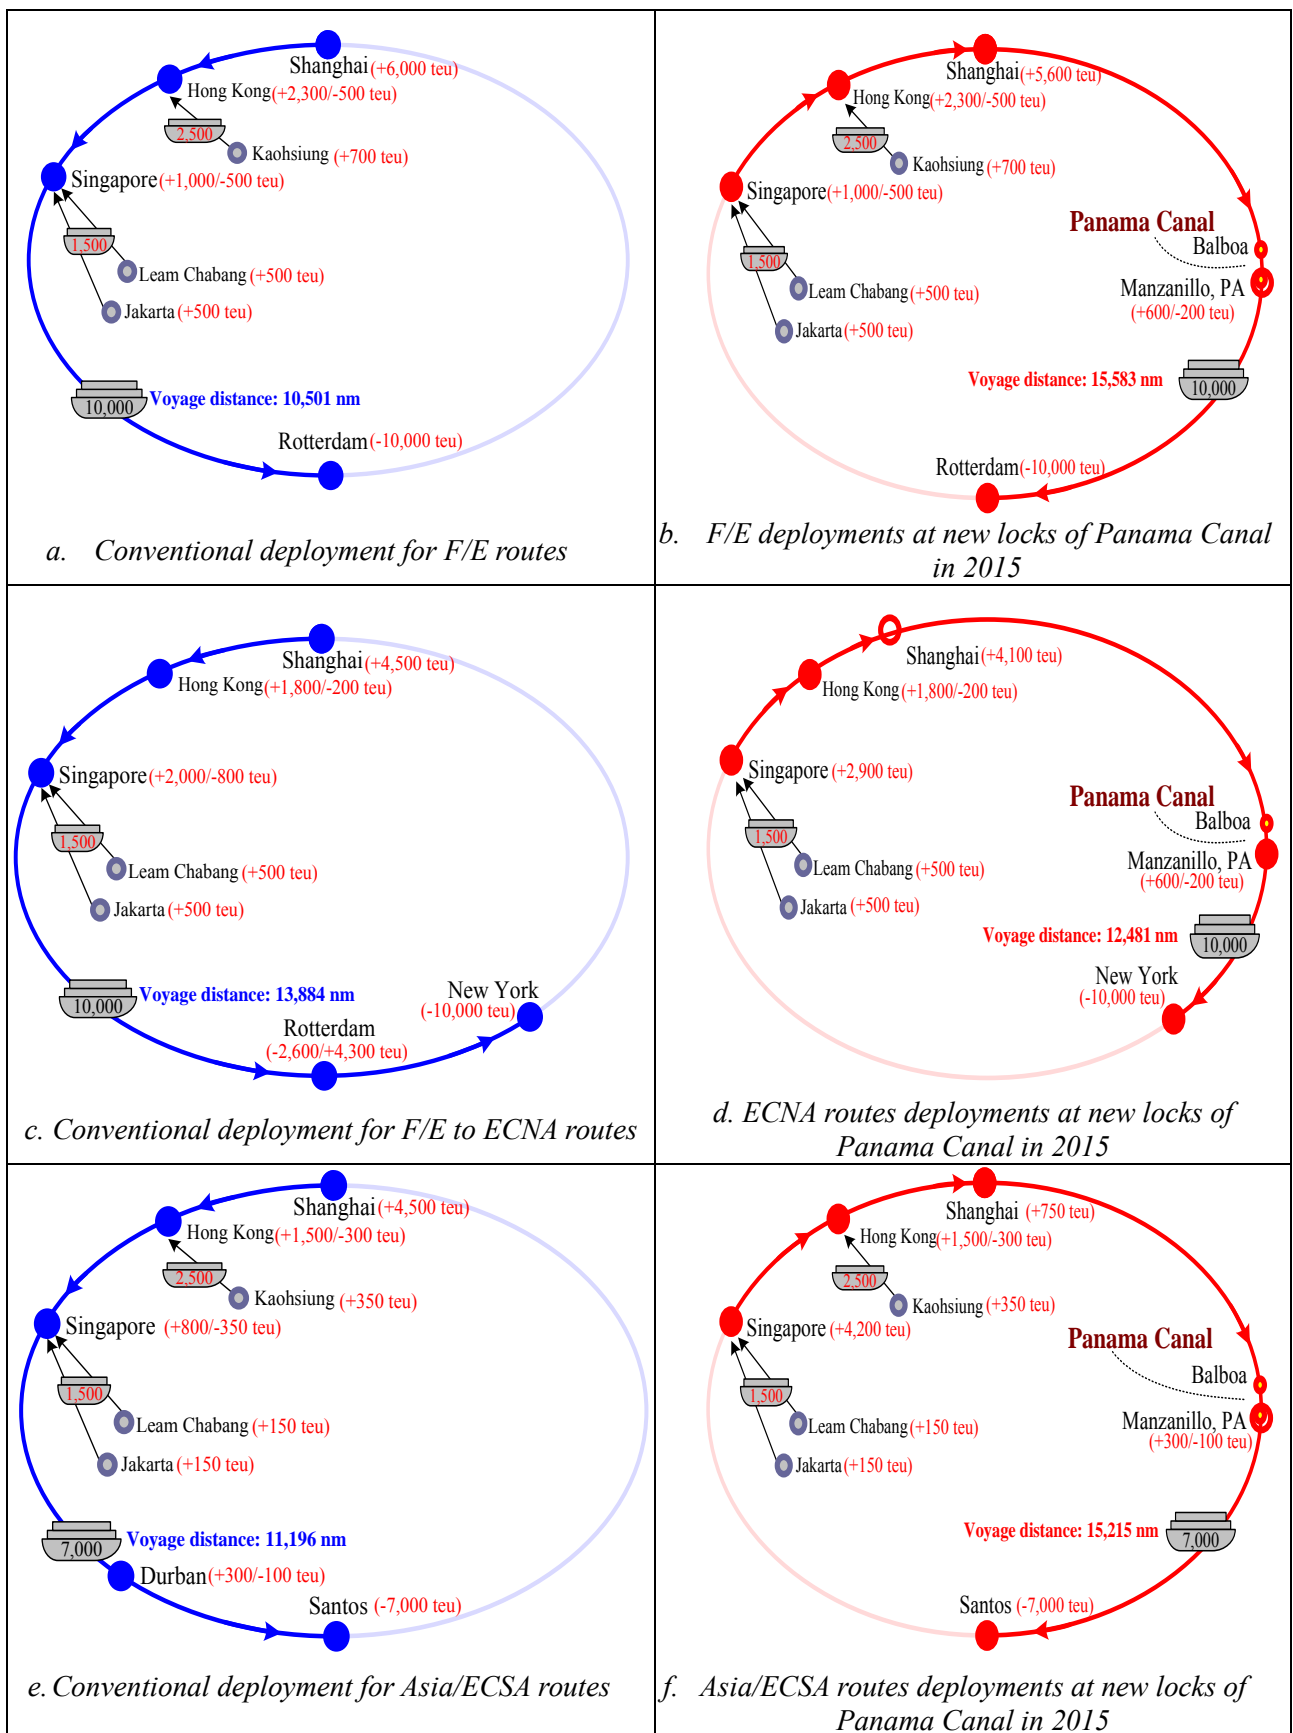 Shanghai (+6,000 teu)
Hong Kong (+2,300/-500 teu)
2,500
Kaohsiung (+700 teu)
Singapore (+1,000/-500 teu)
1,500
Leam Chabang (+500 teu)
Jakarta (+500 teu)
10,000
Voyage distance: 10,501 nm
Rotterdam (-10,000 teu)
a. Conventional deployment for F/E routes
Shanghai (+5,600 teu)
Hong Kong (+2,300/-500 teu)
2,500
Kaohsiung (+700 teu)
Singapore (+1,000/-500 teu)
Panama Canal
Balboa
1,500
Leam Chabang (+500 teu)
Manzanillo, PA
(+600/-200 teu)
Jakarta (+500 teu)
Voyage distance: 15,583 nm
10,000
Rotterdam (-10,000 teu)
b. F/E deployments at new locks of Panama Canal
in 2015
Shanghai (+4,500 teu)
Hong Kong (+1,800/-200 teu)
Singapore (+2,000/-800 teu)
1,500
Leam Chabang (+500 teu)
Jakarta (+500 teu)
10,000
Voyage distance: 13,884 nm
New York
(-10,000 teu)
Rotterdam
(-2,600/+4,300 teu)
c. Conventional deployment for F/E to ECNA routes
Shanghai (+4,100 teu)
Hong Kong (+1,800/-200 teu)
Singapore (+2,900 teu)
Panama Canal
Balboa
1,500
Leam Chabang (+500 teu)
Manzanillo, PA
(+600/-200 teu)
Jakarta (+500 teu)
Voyage distance: 12,481 nm
10,000
New York
(-10,000 teu)
d. ECNA routes deployments at new locks of
Panama Canal in 2015
Shanghai (+4,500 teu)
Hong Kong (+1,500/-300 teu)
2,500
Kaohsiung (+350 teu)
Singapore (+800/-350 teu)
1,500
Leam Chabang (+150 teu)
Jakarta (+150 teu)
7,000
Voyage distance: 11,196 nm
Durban (+300/-100 teu)
Santos (-7,000 teu)
e. Conventional deployment for Asia/ECSA routes
Shanghai (+750 teu)
Hong Kong (+1,500/-300 teu)
2,500
Kaohsiung (+350 teu)
Singapore (+4,200 teu)
Panama Canal
Balboa
1,500
Leam Chabang (+150 teu)
Manzanillo, PA
(+300/-100 teu)
Jakarta (+150 teu)
Voyage distance: 15,215 nm
7,000
Santos (-7,000 teu)
f. Asia/ECSA routes deployments at new locks of
Panama Canal in 2015